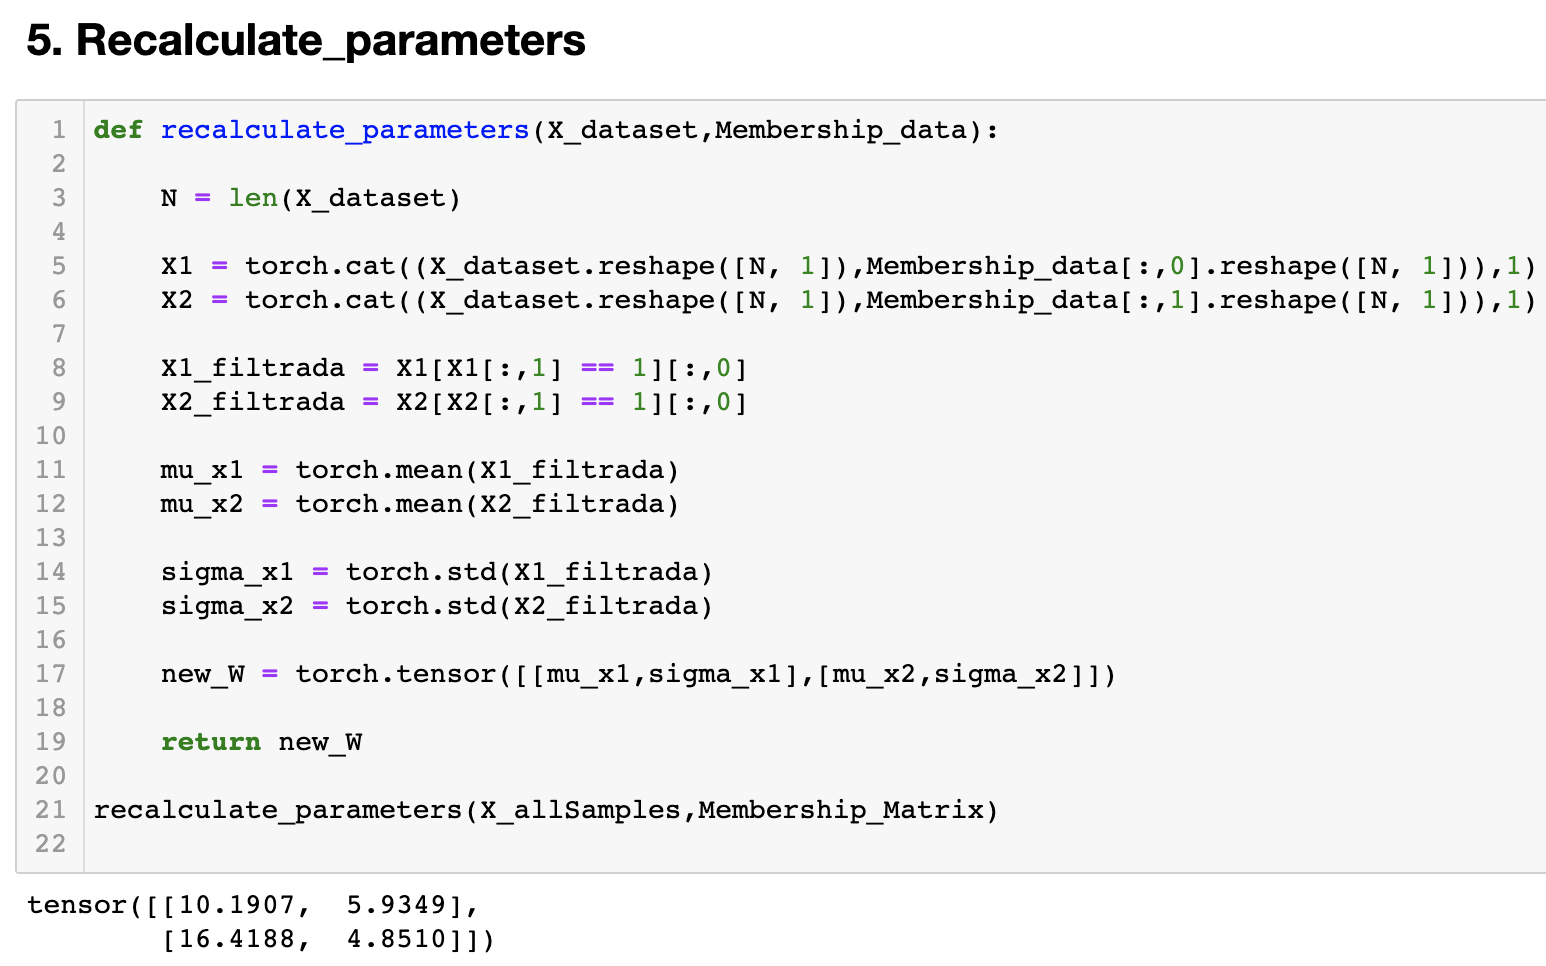 5. Recalculate_parameters
1 def recalculate_parameters(X_dataset,Membership_data):
2
3     N = len(X_dataset)
4
5     X1 = torch.cat((X_dataset.reshape([N, 1]),Membership_data[:,0].reshape([N, 1])),1)
6     X2 = torch.cat((X_dataset.reshape([N, 1]),Membership_data[:,1].reshape([N, 1])),1)
7
8     X1_filtrada = X1[X1[:,1] == 1][:,0]
9     X2_filtrada = X2[X2[:,1] == 1][:,0]
10
11     mu_x1 = torch.mean(X1_filtrada)
12     mu_x2 = torch.mean(X2_filtrada)
13
14     sigma_x1 = torch.std(X1_filtrada)
15     sigma_x2 = torch.std(X2_filtrada)
16
17     new_W = torch.tensor([[mu_x1,sigma_x1],[mu_x2,sigma_x2]])
18
19     return new_W
20
21 recalculate_parameters(X_allSamples,Membership_Matrix)
22
tensor([[10.1907,  5.9349],
        [16.4188,  4.8510]])